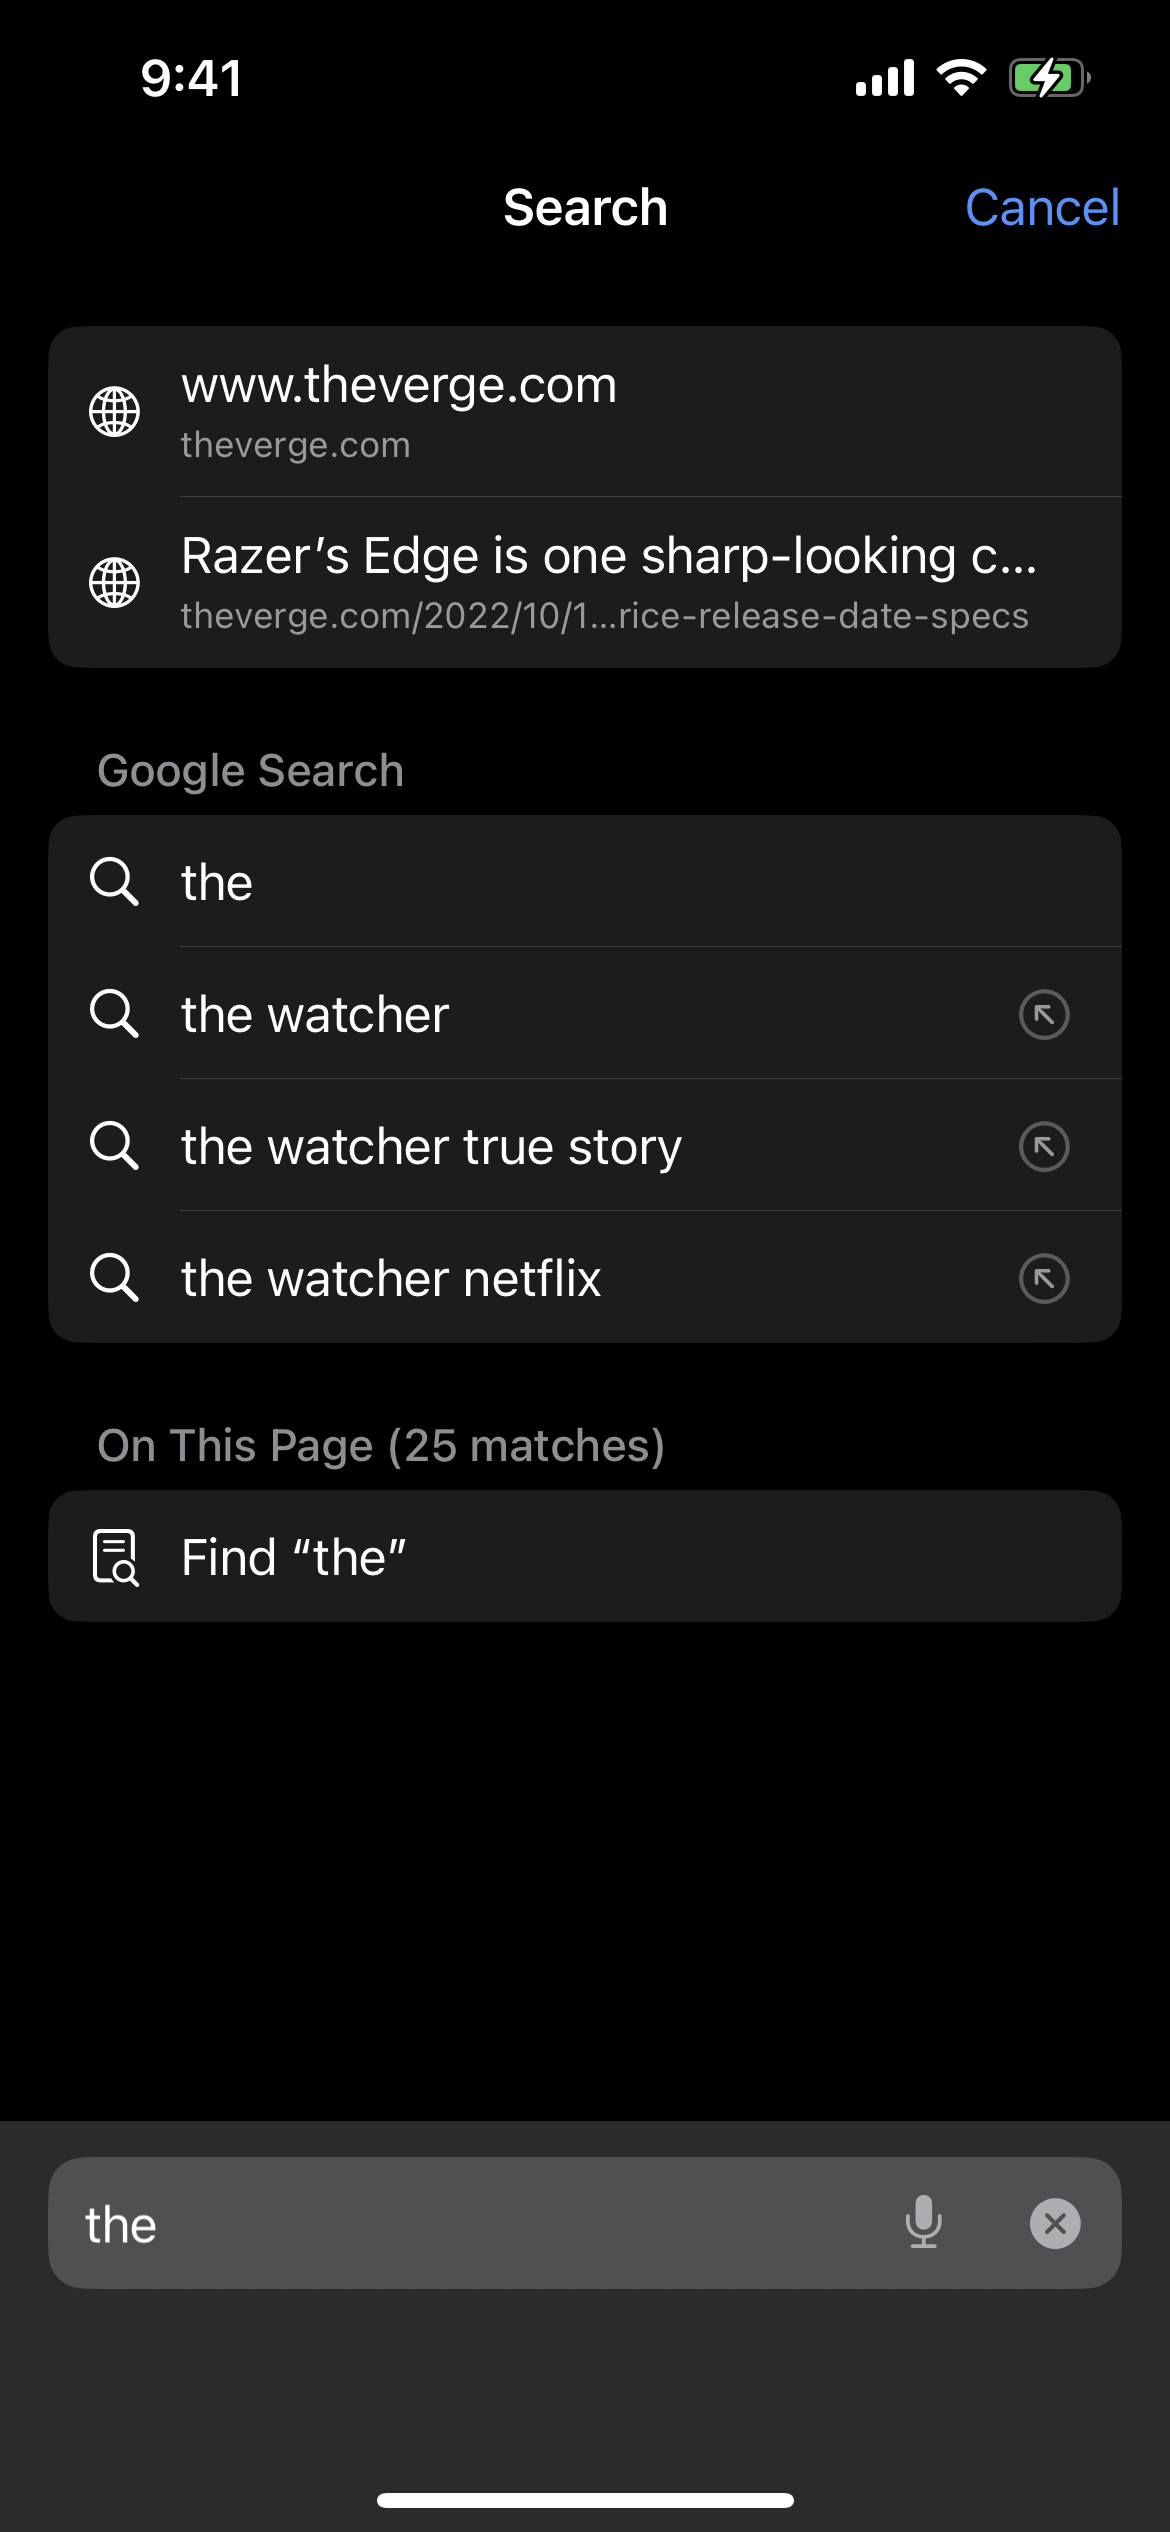 9:41
Search
Cancel
www.theverge.com
theverge.com
Razer’s Edge is one sharp-looking c...
theverge.com/2022/10/1...rice-release-date-specs
Google Search
the
the watcher
the watcher true story
the watcher netflix
On This Page (25 matches)
Find “the”
the